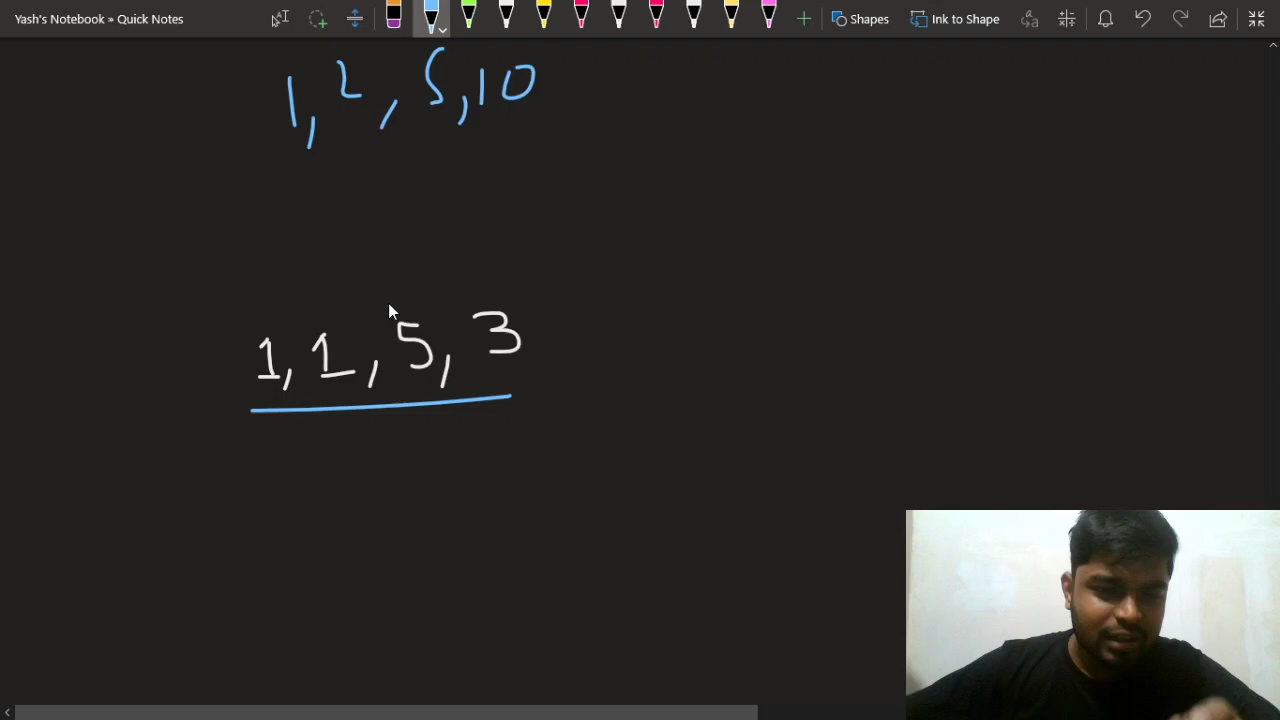 Yash's Notebook » Quick Notes
Shapes
Ink to Shape
1, 2, 5, 10
1, 1, 5, 3